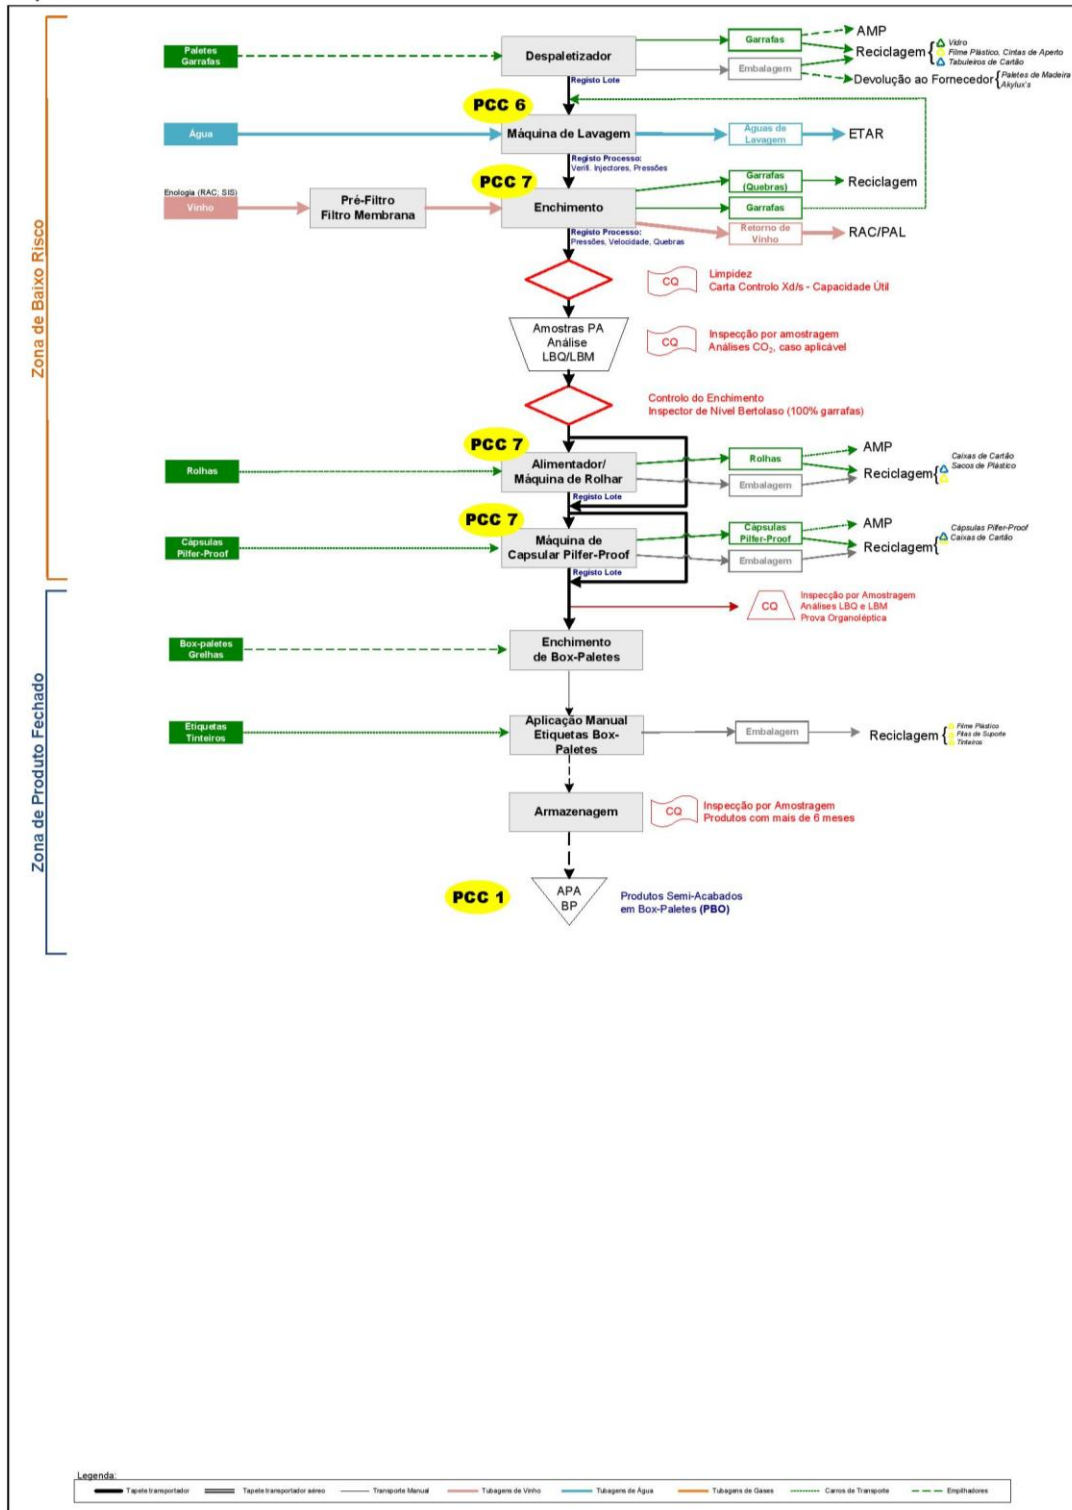 Zona de Baixo Risco
Paletes
Garrafas
Despaletizador
Registo Lote
Garrafas
Embalagem
AMP
Reciclagem
Vidro
Filme Plástico, Cintas de Aperto
Tabuleiros de Cartão
Devolução ao Fornecedor
Paletes de Madeira
Akylux's
PCC 6
Água
Máquina de Lavagem
Águas de
Lavagem
ETAR
Registo Processo:
Verifi. Injectores, Pressões
PCC 7
Enologia (RAC; SIS)
Vinho
Pré-Filtro
Filtro Membrana
Enchimento
Garrafas
(Quebras)
Reciclagem
Garrafas
Retorno de
Vinho
RAC/PAL
Registo Processo:
Pressões, Velocidade, Quebras
CQ
Limpidez
Carta Controlo Xd/s - Capacidade Útil
Amostras PA
Análise
LBQ/LBM
CQ
Inspecção por amostragem
Análises CO₂, caso aplicável
Controlo do Enchimento
Inspector de Nível Bertolaso (100% garrafas)
PCC 7
Rolhas
Alimentador/
Máquina de Rolhar
Registo Lote
Rolhas
Embalagem
AMP
Reciclagem
Caixas de Cartão
Sacos de Plástico
PCC 7
Cápsulas
Pilfer-Proof
Máquina de
Capsular Pilfer-Proof
Registo Lote
Cápsulas
Pilfer-Proof
Embalagem
AMP
Reciclagem
Cápsulas Pilfer-Proof
Caixas de Cartão
Zona de Produto Fechado
CQ
Inspecção por Amostragem
Análises LBQ e LBM
Prova Organoléptica
Box-paletes
Grelhas
Enchimento
de Box-Paletes
Etiquetas
Tinteiros
Aplicação Manual
Etiquetas Box-
Paletes
Embalagem
Reciclagem
Filme Plástico
Fitas de Suporte
Tinteiros
Armazenagem
CQ
Inspecção por Amostragem
Produtos com mais de 6 meses
PCC 1
APA
BP
Produtos Semi-Acabados
em Box-Paletes (PBO)
Legenda:
Tapete transportador
Tapete transportador aéreo
Transporte Manual
Tubagens de Vinho
Tubagens de Água
Tubagens de Gases
Carros de Transporte
Empilhadores